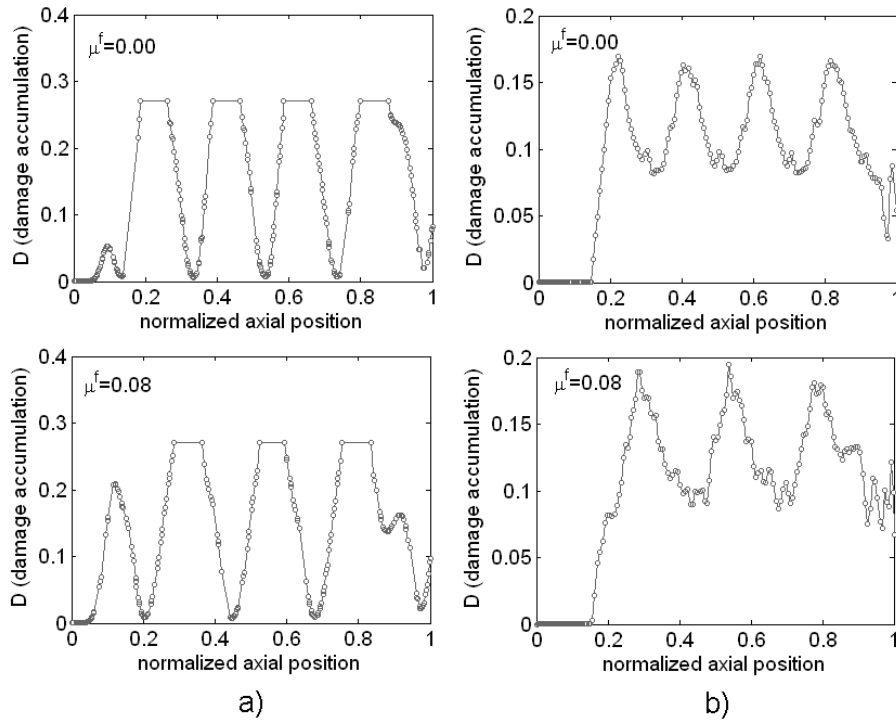 0.4
0.3
0.2
0.1
0
μᶠ=0.00
D (damage accumulation)
0 0.2 0.4 0.6 0.8 1
normalized axial position
0.2
0.15
0.1
0.05
0
μᶠ=0.00
D (damage accumulation)
0 0.2 0.4 0.6 0.8 1
normalized axial position
0.4
0.3
0.2
0.1
0
μᶠ=0.08
D (damage accumulation)
0 0.2 0.4 0.6 0.8 1
normalized axial position
a)
0.2
0.15
0.1
0.05
0
μᶠ=0.08
D (damage accumulation)
0 0.2 0.4 0.6 0.8 1
normalized axial position
b)